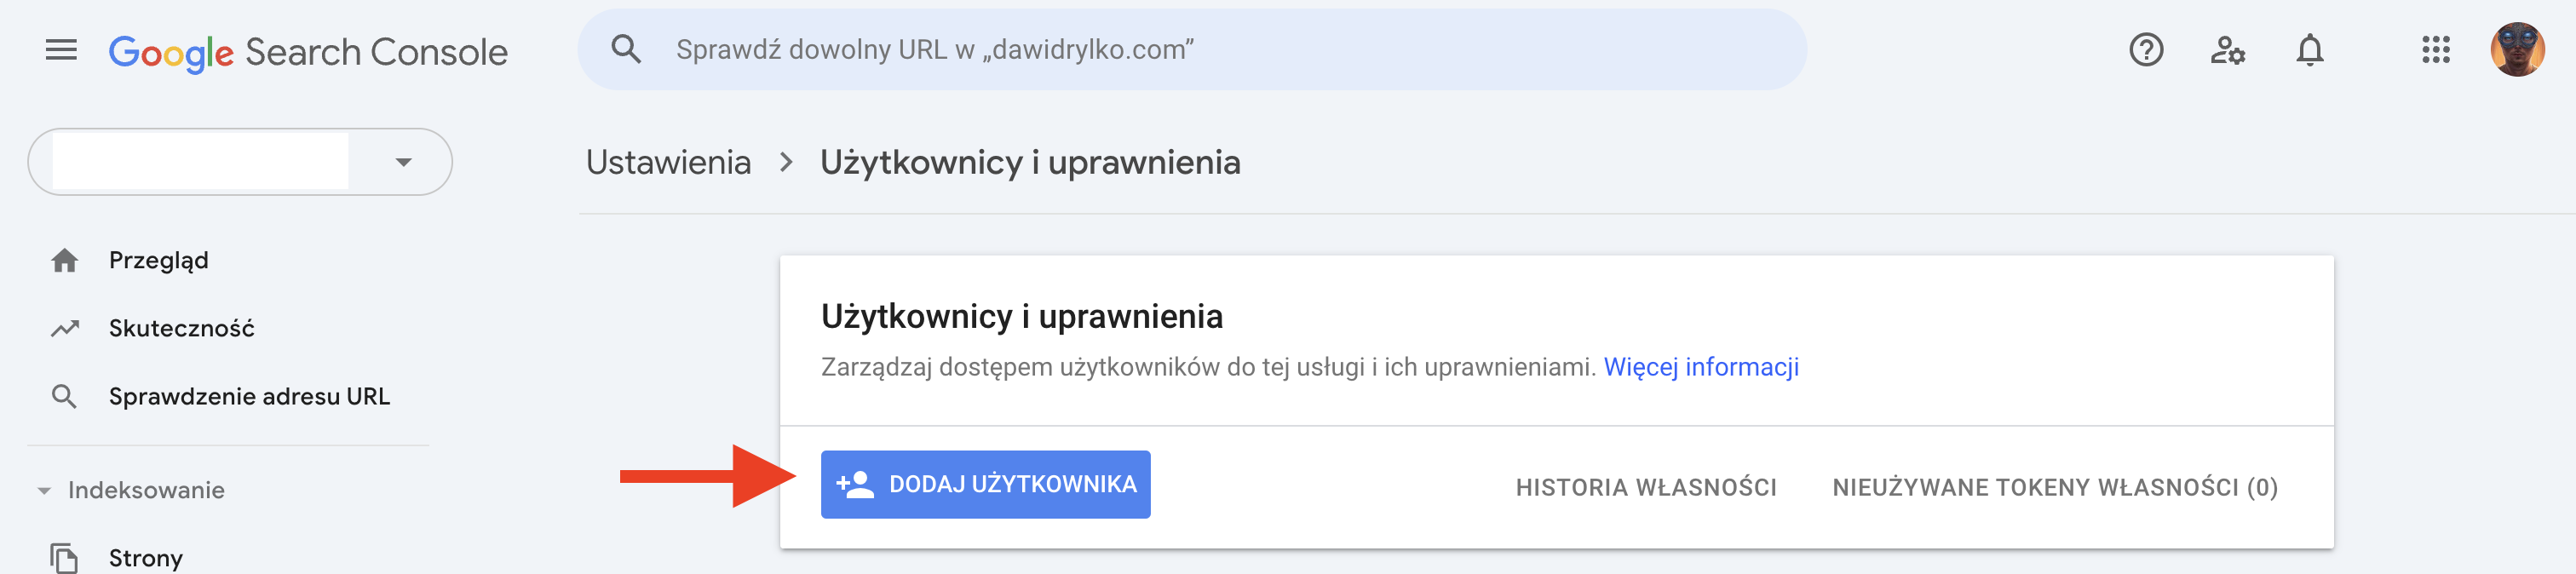 Google Search Console
Sprawdź dowolny URL w „dawidrylko.com”
Ustawienia > Użytkownicy i uprawnienia
Przegląd
Skuteczność
Sprawdzenie adresu URL
Indeksowanie
Strony
Użytkownicy i uprawnienia
Zarządzaj dostępem użytkowników do tej usługi i ich uprawnieniami. Więcej informacji
DODAJ UŻYTKOWNIKA
HISTORIA WŁASNOŚCI
NIEUŻYWANE TOKENY WŁASNOŚCI (0)